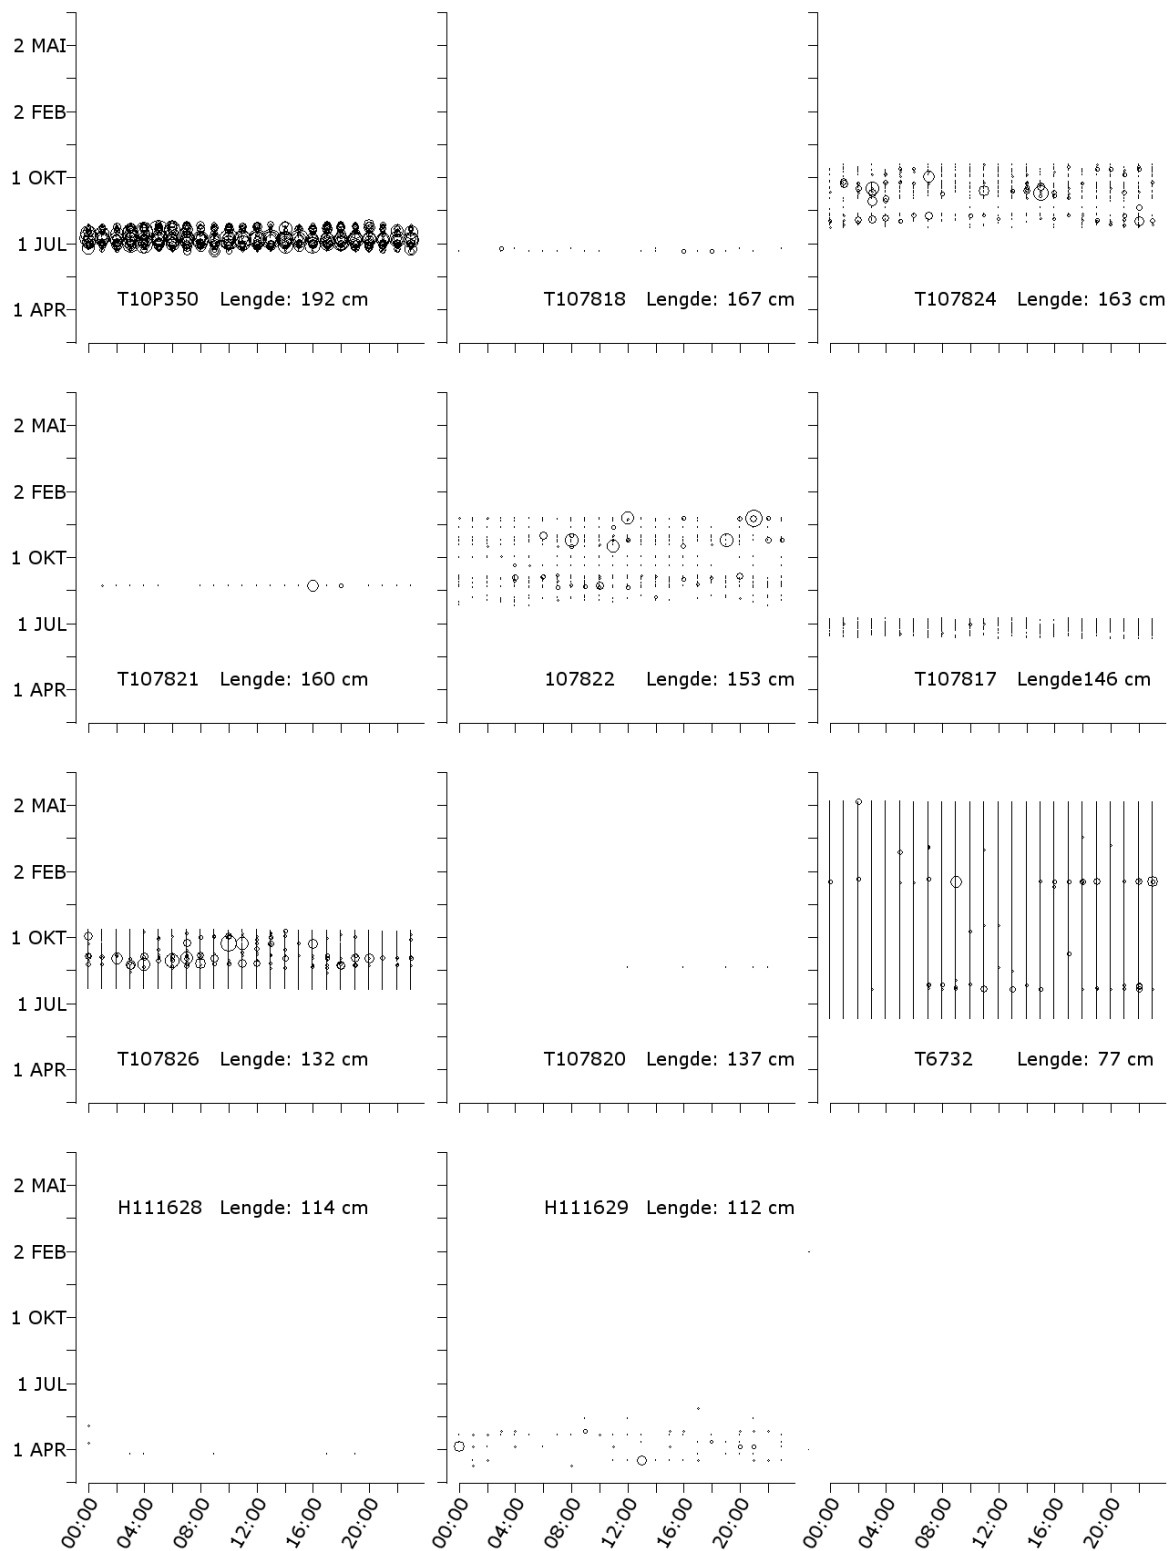 2 MAI
2 FEB
1 OKT
1 JUL
1 APR
T10P350 Lengde: 192 cm
T107818 Lengde: 167 cm
T107824 Lengde: 163 cm
2 MAI
2 FEB
1 OKT
1 JUL
1 APR
T107821 Lengde: 160 cm
107822 Lengde: 153 cm
T107817 Lengde146 cm
2 MAI
2 FEB
1 OKT
1 JUL
1 APR
T107826 Lengde: 132 cm
T107820 Lengde: 137 cm
T6732 Lengde: 77 cm
2 MAI
2 FEB
1 OKT
1 JUL
1 APR
H111628 Lengde: 114 cm
H111629 Lengde: 112 cm
00:00 04:00 08:00 12:00 16:00 20:00
00:00 04:00 08:00 12:00 16:00 20:00
00:00 04:00 08:00 12:00 16:00 20:00